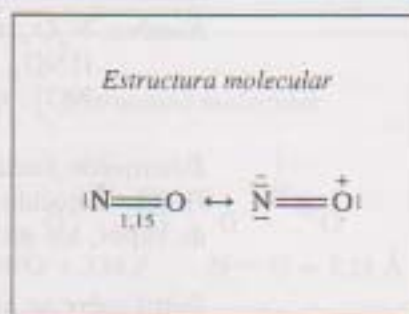 Estructura molecular
|N═O ↔ N̄═O⁺|
1,15